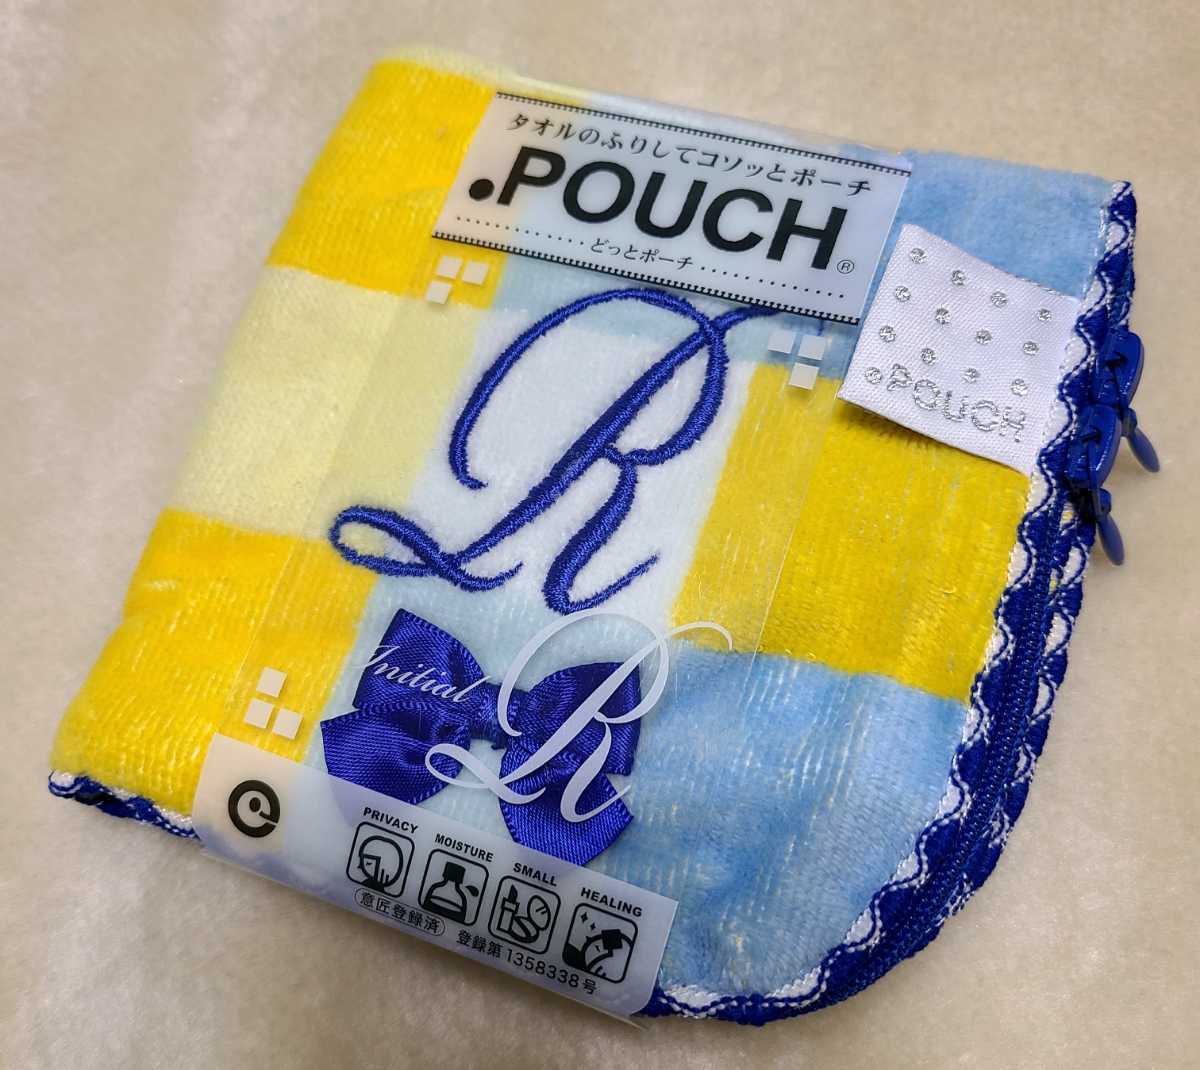 タオルのふりしてコソッとポーチ
.POUCH®
どっとポーチ
.POUCH
R
Initial R
PRIVACY MOISTURE SMALL HEALING
意匠登録済 登録第1358338号